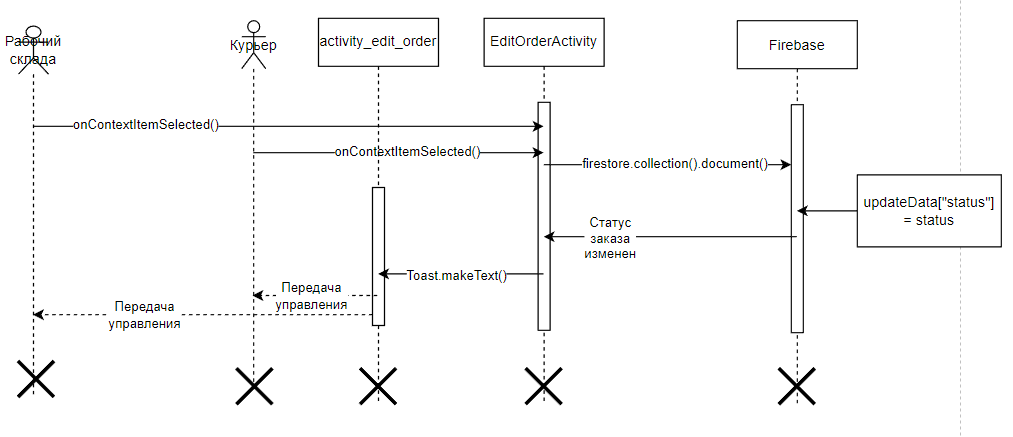 Рабочий
склада
Курьер
activity_edit_order
EditOrderActivity
Firebase
onContextItemSelected()
onContextItemSelected()
firestore.collection().document()
updateData["status"]
= status
Статус
заказа
изменен
Toast.makeText()
Передача
управления
Передача
управления